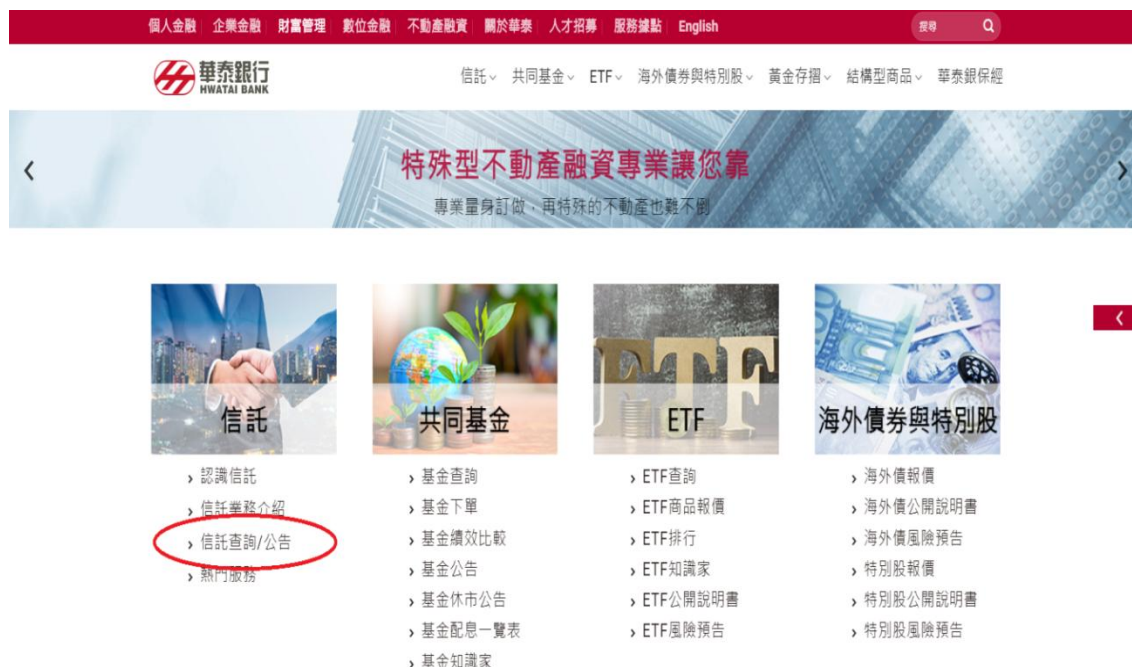 個人金融 企業金融 財富管理 數位金融 不動產融資 關於華泰 人才招募 服務據點 English 搜尋
華泰銀行
HWATAI BANK
信託 共同基金 ETF 海外債券與特別股 黃金存摺 結構型商品 華泰銀保經
特殊型不動產融資專業讓您靠
專業量身訂做，再特殊的不動產也難不倒
信託
認識信託
信託業務介紹
信託查詢/公告
熱門服務
共同基金
基金查詢
基金下單
基金績效比較
基金公告
基金休市公告
基金配息一覽表
基金知識家
ETF
ETF查詢
ETF商品報價
ETF排行
ETF知識家
ETF公開說明書
ETF風險預告
海外債券與特別股
海外債報價
海外債公開說明書
海外債風險預告
特別股報價
特別股公開說明書
特別股風險預告